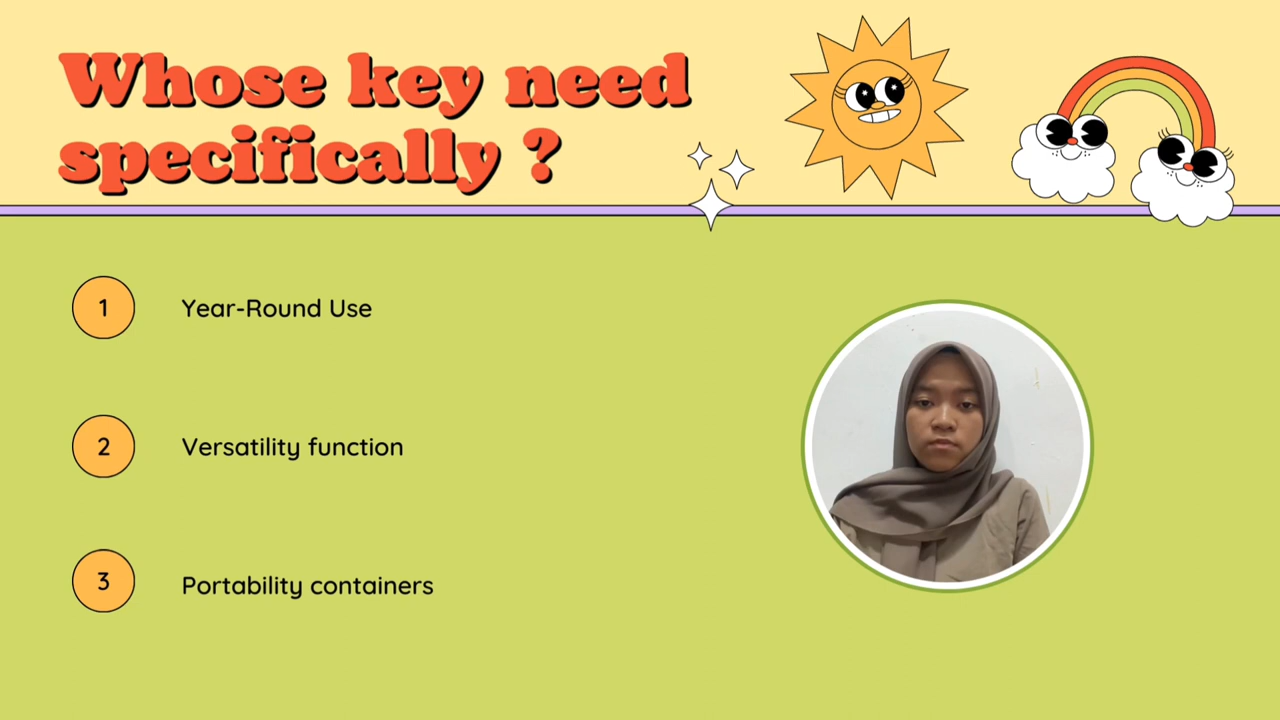 Whose key need
specifically ?
1 Year-Round Use
2 Versatility function
3 Portability containers